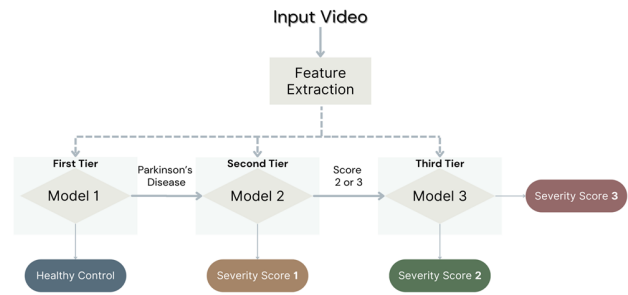 Input Video
Feature
Extraction
First Tier
Second Tier
Third Tier
Parkinson's
Disease
Score
2 or 3
Model 1
Model 2
Model 3
Severity Score 3
Healthy Control
Severity Score 1
Severity Score 2